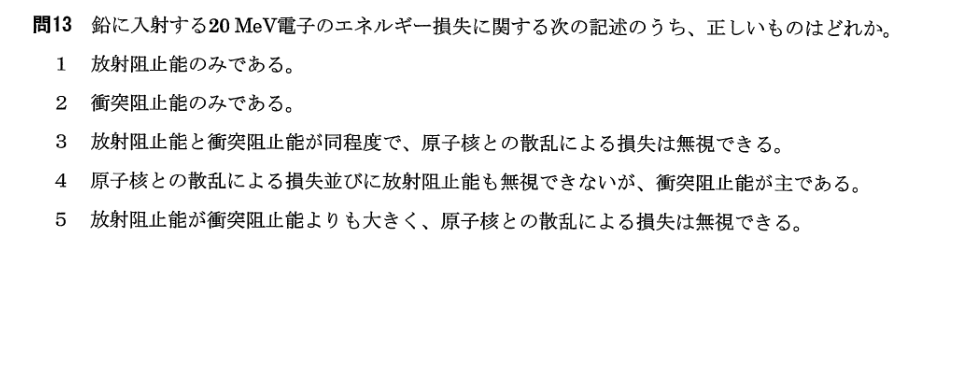 問13 鉛に入射する20 MeV電子のエネルギー損失に関する次の記述のうち、正しいものはどれか。
1 放射阻止能のみである。
2 衝突阻止能のみである。
3 放射阻止能と衝突阻止能が同程度で、原子核との散乱による損失は無視できる。
4 原子核との散乱による損失並びに放射阻止能も無視できないが、衝突阻止能が主である。
5 放射阻止能が衝突阻止能よりも大きく、原子核との散乱による損失は無視できる。